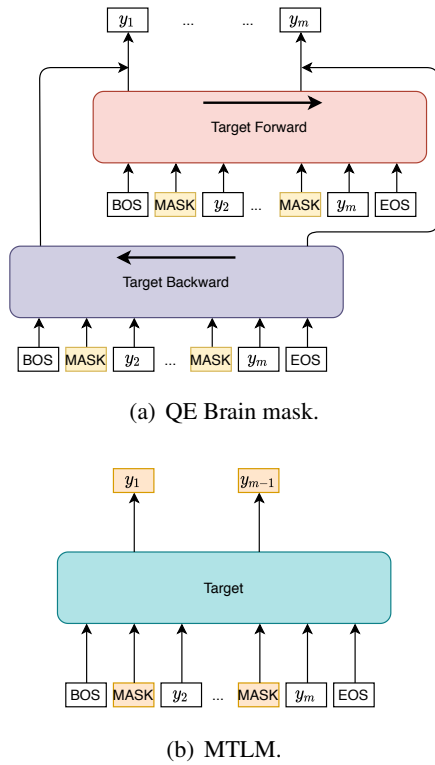 y₁ ... ... yₘ
Target Forward
BOS MASK y₂ ... MASK yₘ EOS
Target Backward
BOS MASK y₂ ... MASK yₘ EOS
(a) QE Brain mask.
y₁ yₘ₋₁
Target
BOS MASK y₂ ... MASK yₘ EOS
(b) MTLM.